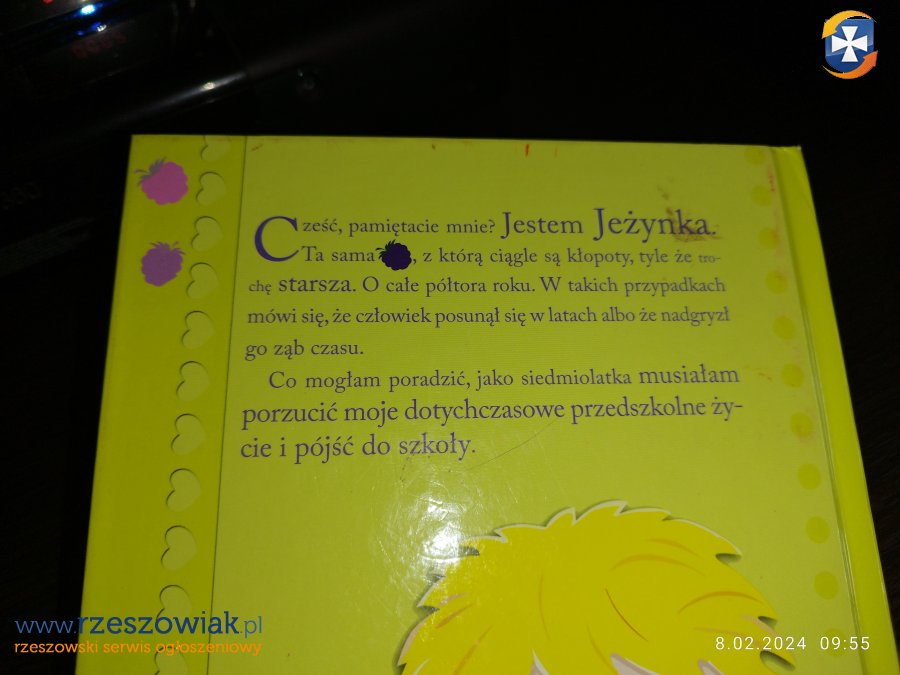 Cześć, pamiętacie mnie? Jestem Jeżynka.
Ta sama, z którą ciągle są kłopoty, tyle że tro-
chę starsza. O całe półtora roku. W takich przypadkach
mówi się, że człowiek posunął się w latach albo że nadgryzł
go ząb czasu.
Co mogłam poradzić, jako siedmiolatka musiałam
porzucić moje dotychczasowe przedszkolne ży-
cie i pójść do szkoły.
www.rzeszowiak.pl
rzeszowski serwis ogłoszeniowy
8.02.2024 09:55